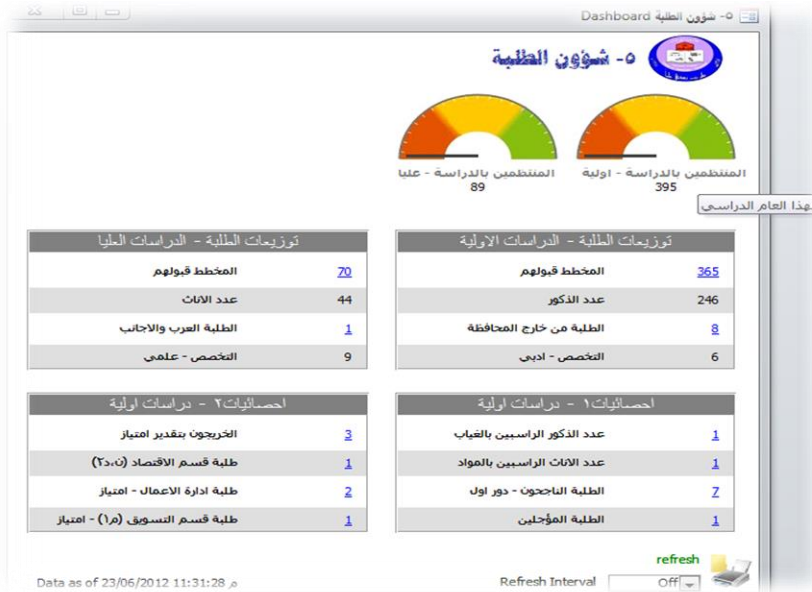 ٥- شؤون الطلبة Dashboard
٥- شؤون الطلبة
المنتظمين بالدراسة - اولية
395
المنتظمين بالدراسة - عليا
89
لهذا العام الدراسي
توزيعات الطلبة - الدراسات الاولية
365 المخطط قبولهم
246 عدد الذكور
8 الطلبة من خارج المحافظة
6 التخصص - ادبي
توزيعات الطلبة - الدراسات العليا
70 المخطط قبولهم
44 عدد الاناث
1 الطلبة العرب والاجانب
9 التخصص - علمي
احصائيات١ - دراسات اولية
1 عدد الذكور الراسبين بالغياب
1 عدد الاناث الراسبين بالمواد
7 الطلبة الناجحون - دور اول
1 الطلبة المؤجلين
احصائيات٢ - دراسات اولية
3 الخريجون بتقدير امتياز
1 طلبة قسم الاقتصاد (ن،د٢)
2 طلبة ادارة الاعمال - امتياز
1 طلبة قسم التسويق (م١) - امتياز
refresh
Refresh Interval Off
Data as of 23/06/2012 11:31:28 م